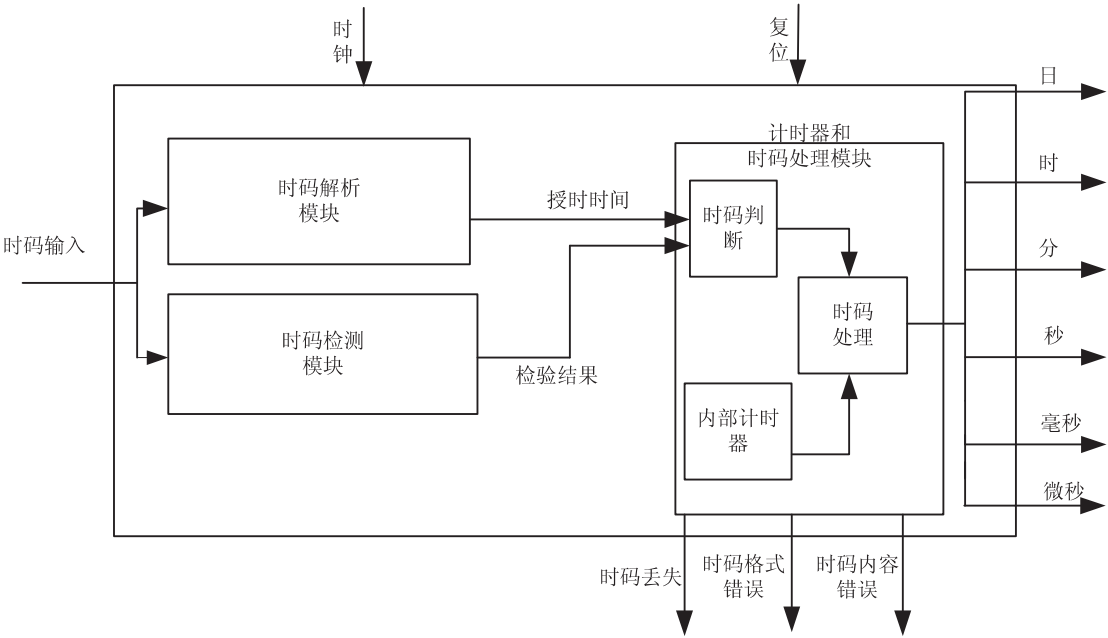 时
钟
复
位
日
计时器和
时码处理模块
时
时码解析
模块
授时时间
时码判
断
时码输入
分
时码检测
模块
时码
处理
秒
检验结果
内部计时
器
毫秒
微秒
时码丢失
时码格式
错误
时码内容
错误